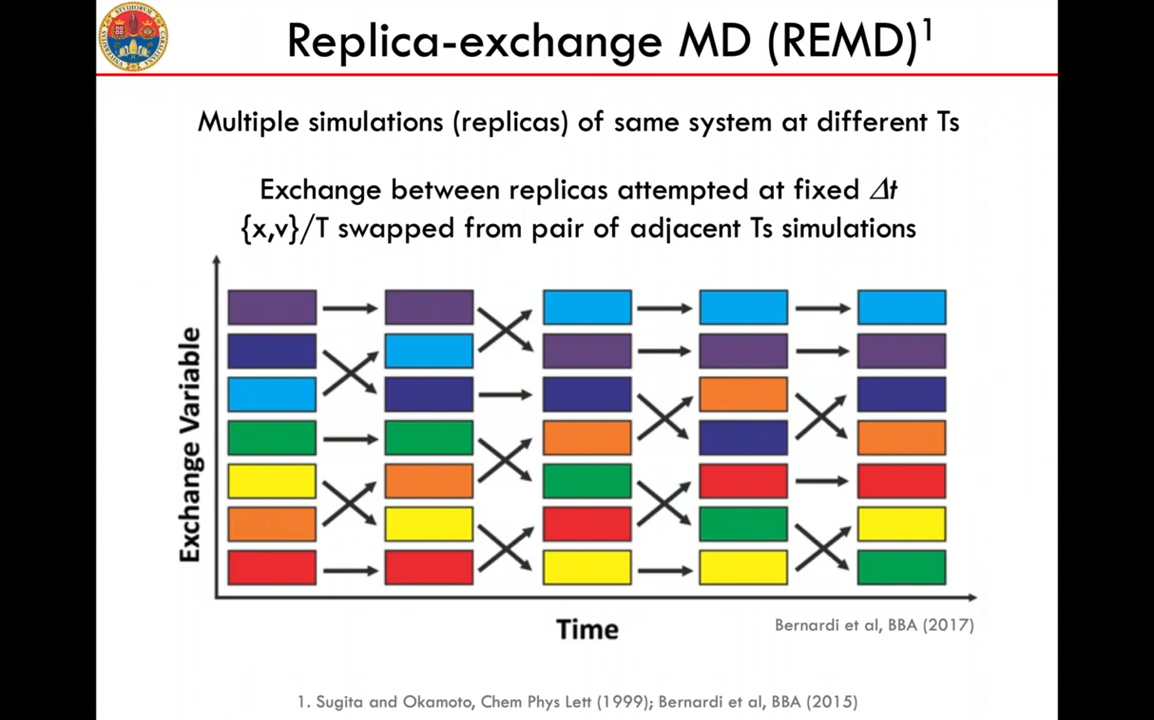 Replica-exchange MD (REMD)¹
Multiple simulations (replicas) of same system at different Ts
Exchange between replicas attempted at fixed Δt
{x,v}/T swapped from pair of adjacent Ts simulations
Exchange Variable
Time
Bernardi et al, BBA (2017)
1. Sugita and Okamoto, Chem Phys Lett (1999); Bernardi et al, BBA (2015)